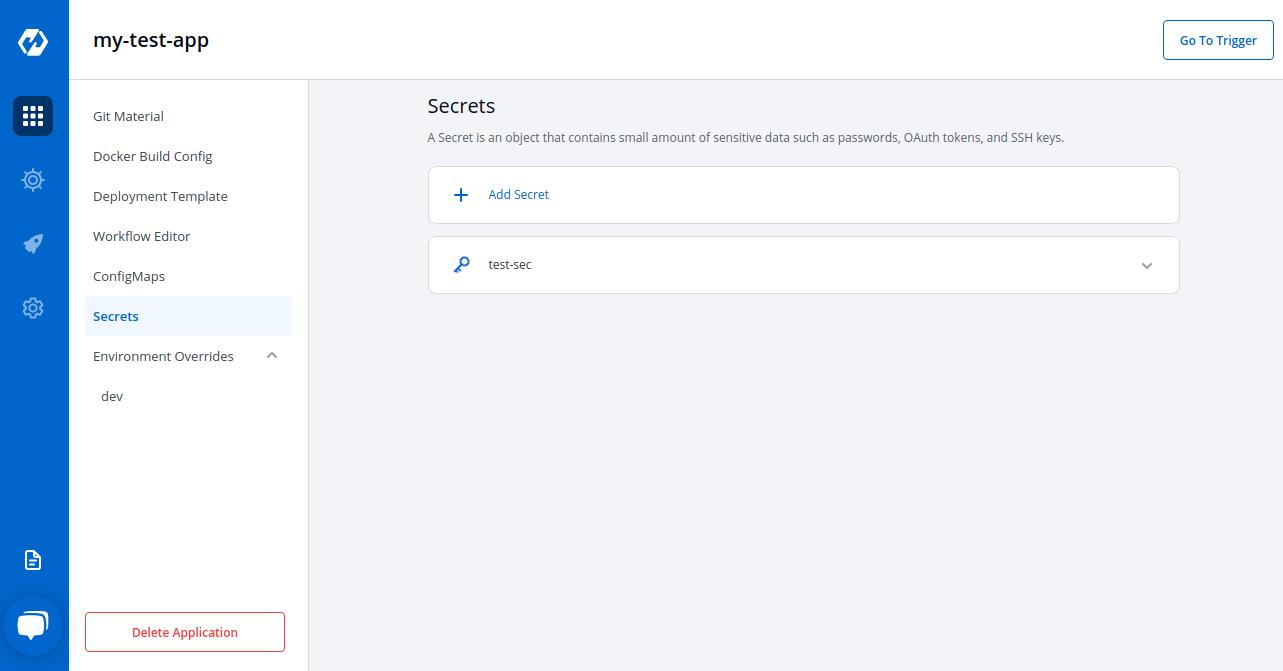 my-test-app
Go To Trigger
Git Material
Docker Build Config
Deployment Template
Workflow Editor
ConfigMaps
Secrets
Environment Overrides
dev
Delete Application
Secrets
A Secret is an object that contains small amount of sensitive data such as passwords, OAuth tokens, and SSH keys.
Add Secret
test-sec